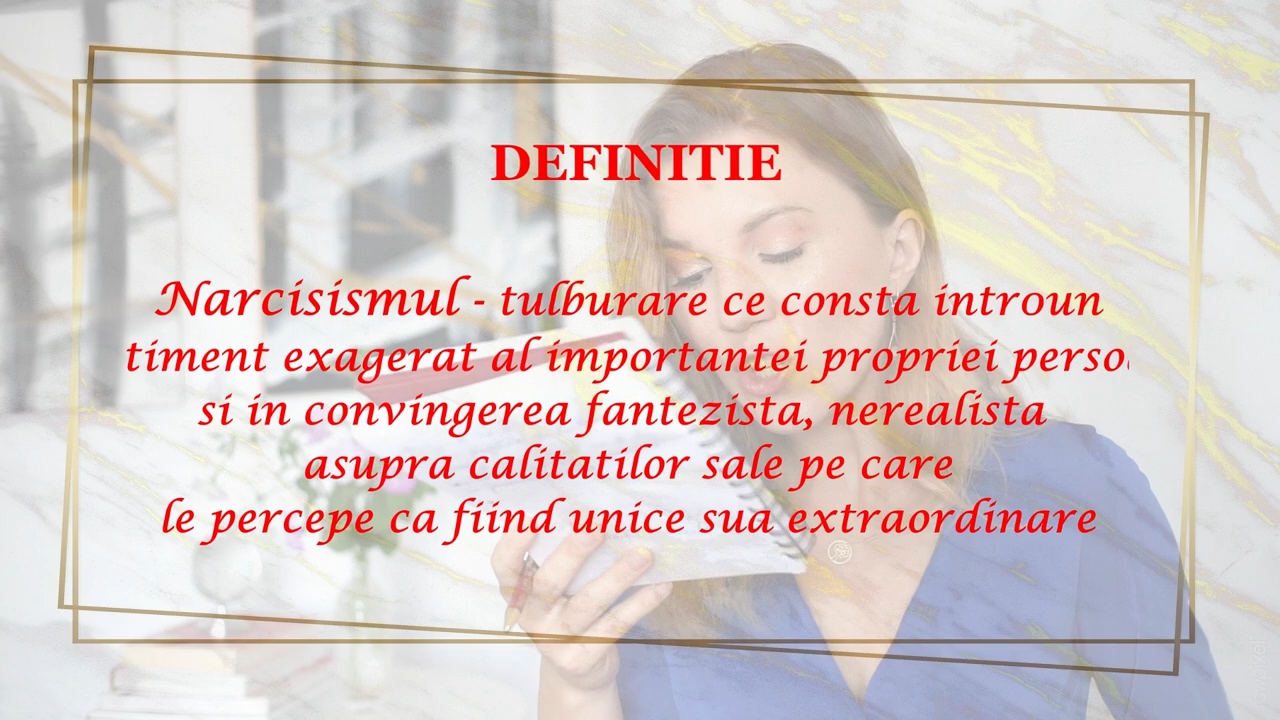 DEFINITIE
Narcisismul - tulburare ce consta introun
timent exagerat al importantei propriei perso
si in convingerea fantezista, nerealista
asupra calitatilor sale pe care
le percepe ca fiind unice sua extraordinare